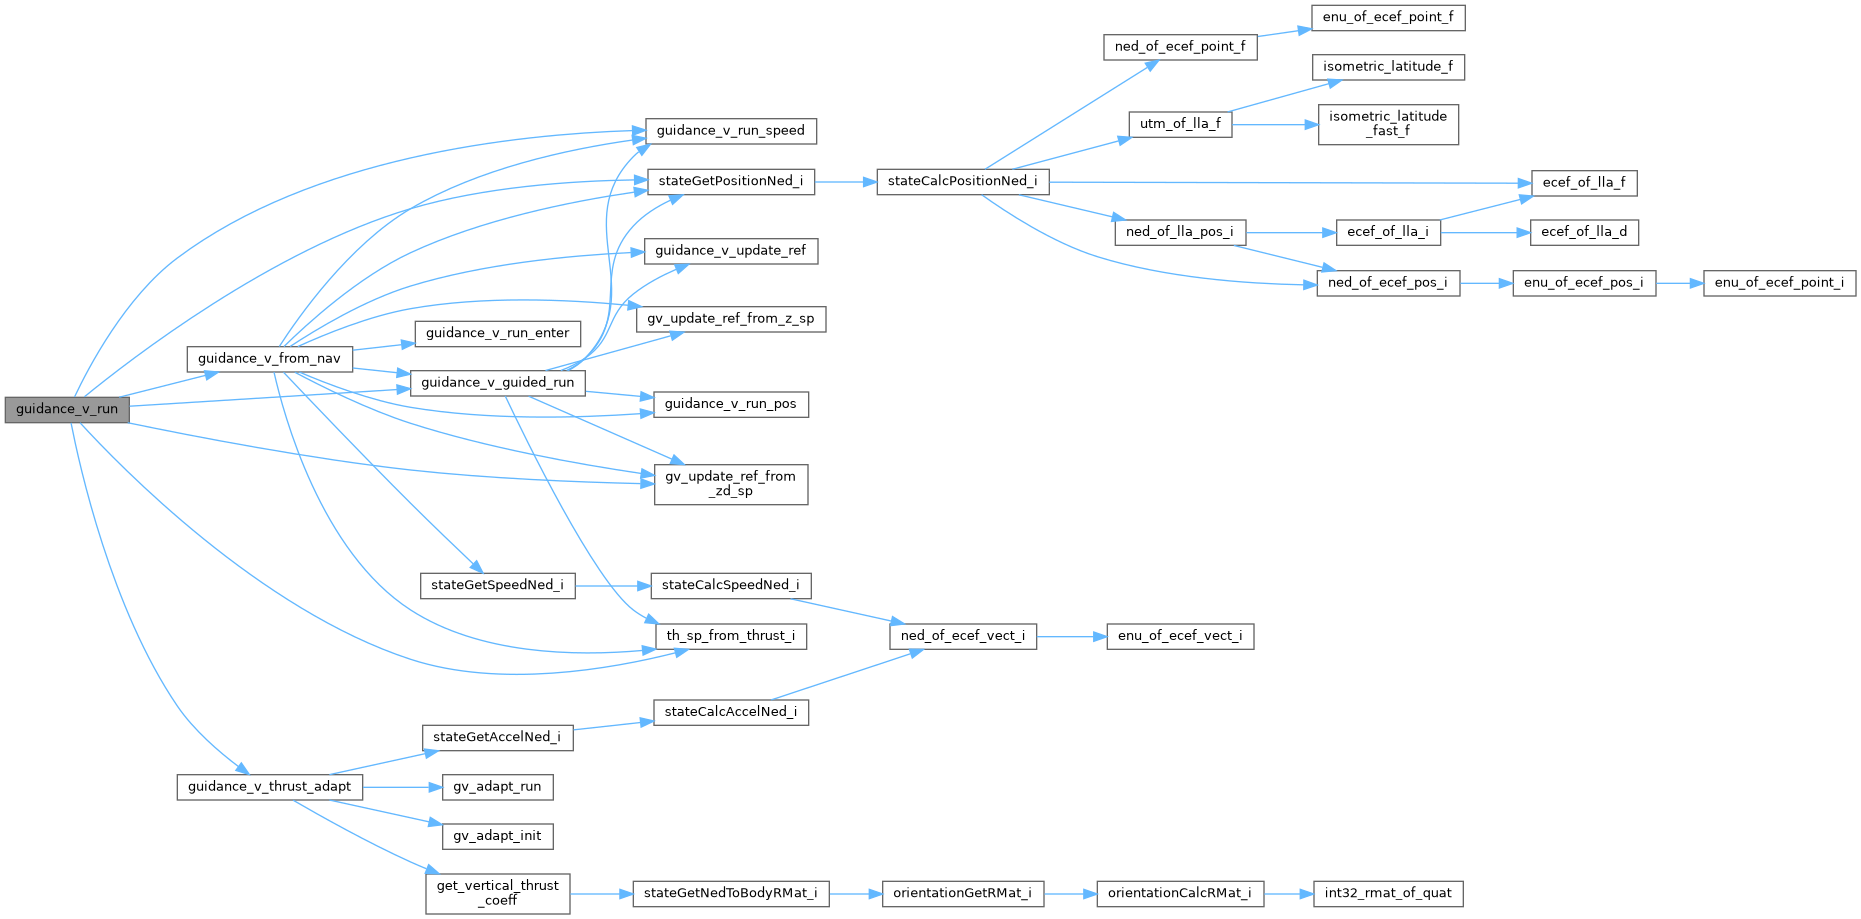 enu_of_ecef_point_f
ned_of_ecef_point_f
isometric_latitude_f
utm_of_lla_f
isometric_latitude
_fast_f
guidance_v_run_speed
stateGetPositionNed_i
stateCalcPositionNed_i
ecef_of_lla_f
ned_of_lla_pos_i
ecef_of_lla_i
ecef_of_lla_d
guidance_v_update_ref
ned_of_ecef_pos_i
enu_of_ecef_pos_i
enu_of_ecef_point_i
gv_update_ref_from_z_sp
guidance_v_run_enter
guidance_v_from_nav
guidance_v_guided_run
guidance_v_run_pos
guidance_v_run
gv_update_ref_from
_zd_sp
stateGetSpeedNed_i
stateCalcSpeedNed_i
th_sp_from_thrust_i
ned_of_ecef_vect_i
enu_of_ecef_vect_i
stateCalcAccelNed_i
stateGetAccelNed_i
guidance_v_thrust_adapt
gv_adapt_run
gv_adapt_init
get_vertical_thrust
_coeff
stateGetNedToBodyRMat_i
orientationGetRMat_i
orientationCalcRMat_i
int32_rmat_of_quat